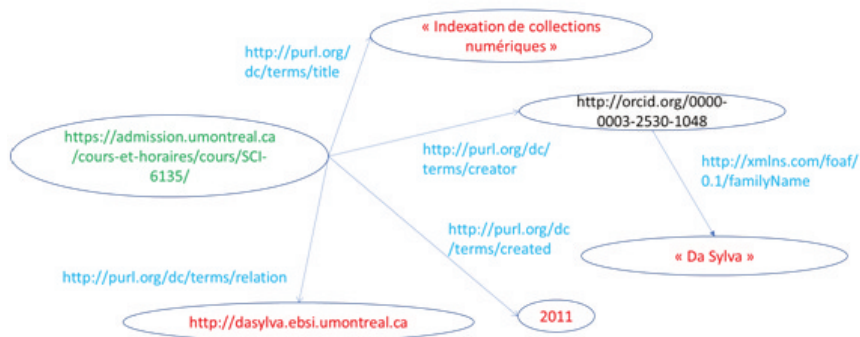 « Indexation de collections
numériques »
http://purl.org/
dc/terms/title
http://orcid.org/0000-
0003-2530-1048
https://admission.umontreal.ca
/cours-et-horaires/cours/SCI-
6135/
http://purl.org/dc/
terms/creator
http://xmlns.com/foaf/
0.1/familyName
http://purl.org/dc
/terms/created
« Da Sylva »
http://purl.org/dc/terms/relation
http://dasylva.ebsi.umontreal.ca
2011